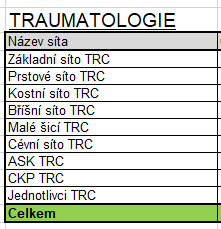 TRAUMATOLOGIE
Název síta
Základní síto TRC
Prstové síto TRC
Kostní síto TRC
Bříšní síto TRC
Malé šicí TRC
Cévní síto TRC
ASK TRC
CKP TRC
Jednotlivci TRC
Celkem